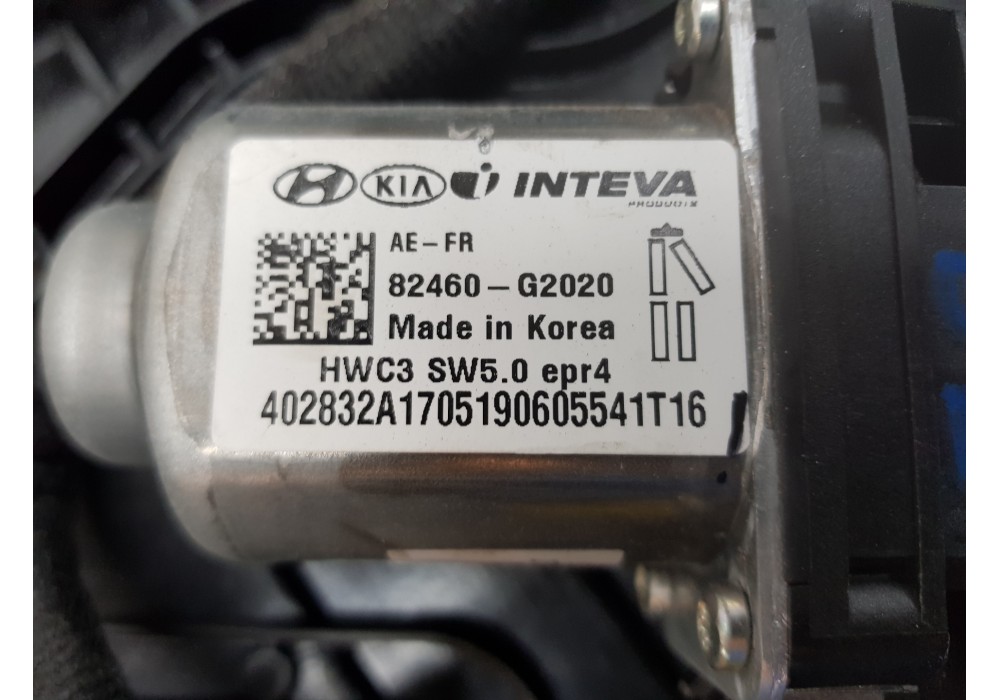 KIA INTEVA
PRODUCTS
AE-FR
82460-G2020
Made in Korea
HWC3 SW5.0 epr4
402832A1705190605541T16